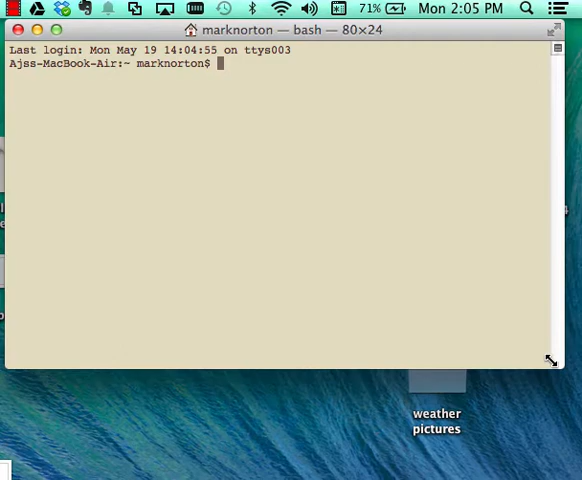 71%
Mon 2:05 PM
marknorton — bash — 80×24
Last login: Mon May 19 14:04:55 on ttys003
Ajss-MacBook-Air:~ marknorton$
weather
pictures